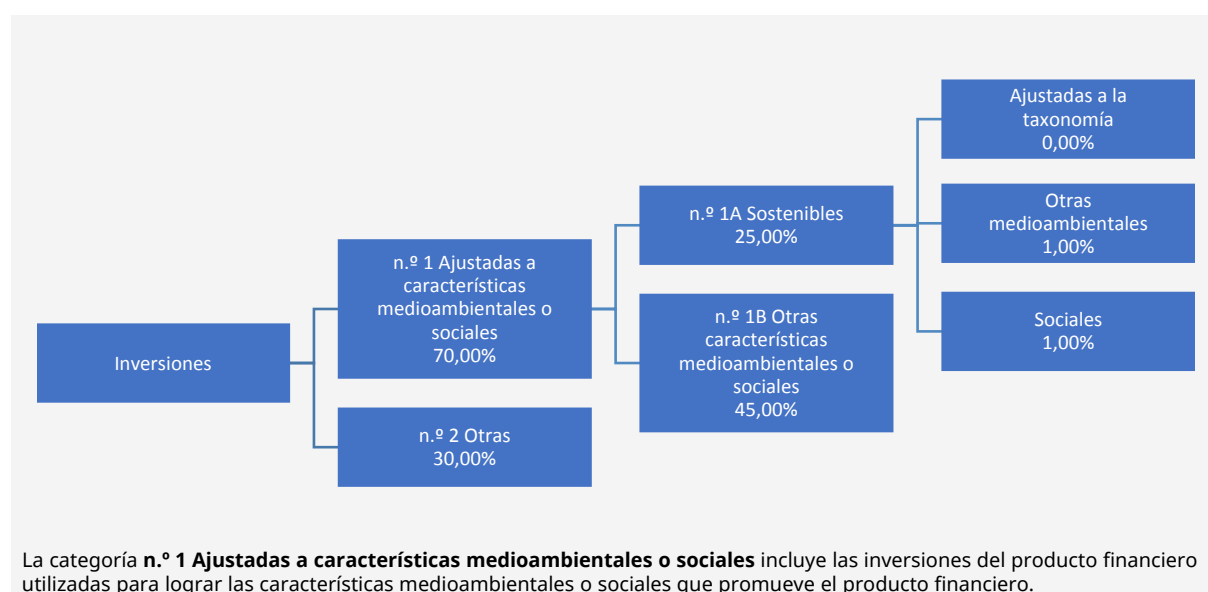 Inversiones
n.º 1 Ajustadas a
características
medioambientales o
sociales
70,00%
n.º 2 Otras
30,00%
n.º 1A Sostenibles
25,00%
n.º 1B Otras
características
medioambientales o
sociales
45,00%
Ajustadas a la
taxonomía
0,00%
Otras
medioambientales
1,00%
Sociales
1,00%
La categoría n.º 1 Ajustadas a características medioambientales o sociales incluye las inversiones del producto financiero
utilizadas para lograr las características medioambientales o sociales que promueve el producto financiero.